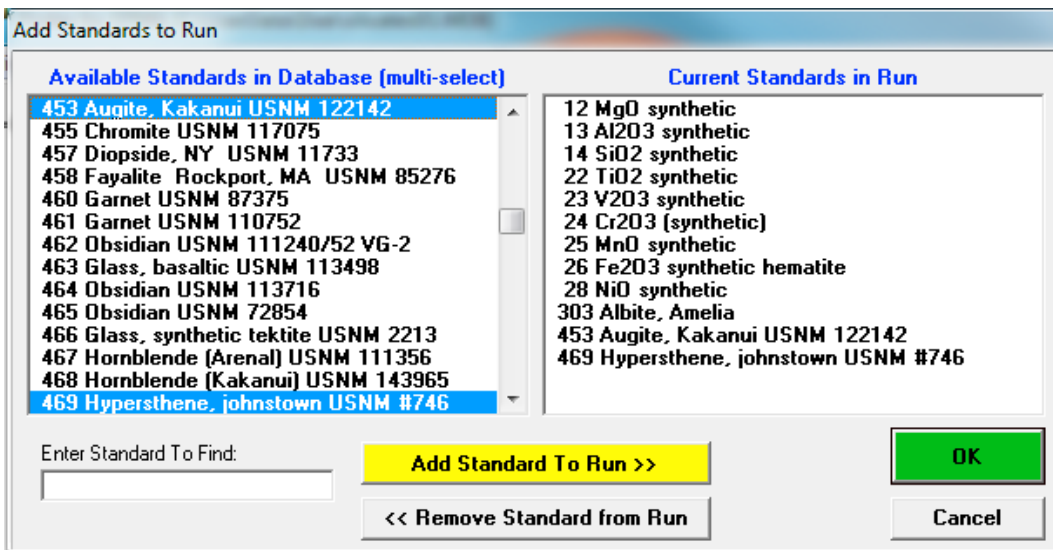 Add Standards to Run
Available Standards in Database (multi-select)
453 Augite, Kakanui USNM 122142
455 Chromite USNM 117075
457 Diopside, NY  USNM 11733
458 Fayalite  Rockport, MA  USNM 85276
460 Garnet USNM 87375
461 Garnet USNM 110752
462 Obsidian USNM 111240/52 VG-2
463 Glass, basaltic USNM 113498
464 Obsidian USNM 113716
465 Obsidian USNM 72854
466 Glass, synthetic tektite USNM 2213
467 Hornblende (Arenal) USNM 111356
468 Hornblende (Kakanui) USNM 143965
469 Hypersthene, johnstown USNM #746
Current Standards in Run
12 MgO synthetic
13 Al2O3 synthetic
14 SiO2 synthetic
22 TiO2 synthetic
23 V2O3 synthetic
24 Cr2O3 (synthetic)
25 MnO synthetic
26 Fe2O3 synthetic hematite
28 NiO synthetic
303 Albite, Amelia
453 Augite, Kakanui USNM 122142
469 Hypersthene, johnstown USNM #746
Enter Standard To Find:
Add Standard To Run >>
<< Remove Standard from Run
OK
Cancel